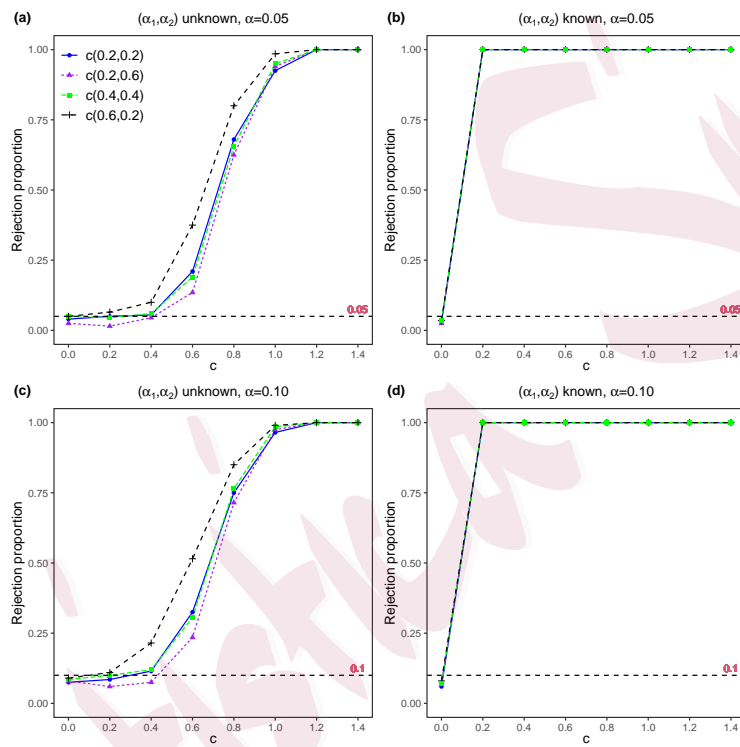 (a) (α₁,α₂) unknown, α=0.05
Rejection proportion
1.00
0.75
0.50
0.25
0.00
c(0.2,0.2)
c(0.2,0.6)
c(0.4,0.4)
c(0.6,0.2)
0.05
0.0 0.2 0.4 0.6 0.8 1.0 1.2 1.4
c
(b) (α₁,α₂) known, α=0.05
Rejection proportion
1.00
0.75
0.50
0.25
0.00
0.05
0.0 0.2 0.4 0.6 0.8 1.0 1.2 1.4
c
(c) (α₁,α₂) unknown, α=0.10
Rejection proportion
1.00
0.75
0.50
0.25
0.00
0.1
0.0 0.2 0.4 0.6 0.8 1.0 1.2 1.4
c
(d) (α₁,α₂) known, α=0.10
Rejection proportion
1.00
0.75
0.50
0.25
0.00
0.1
0.0 0.2 0.4 0.6 0.8 1.0 1.2 1.4
c